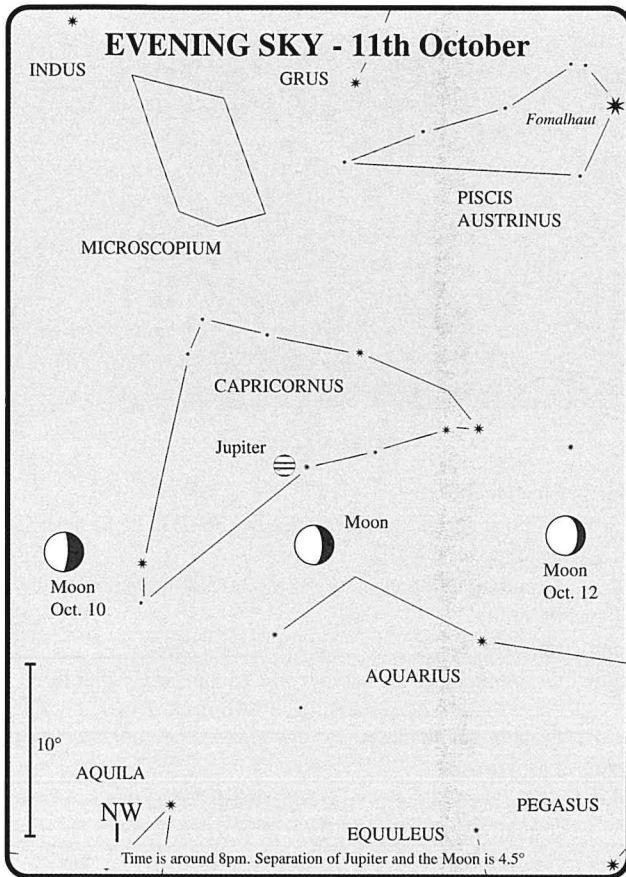 EVENING SKY - 11th October
INDUS
GRUS
Fomalhaut
PISCIS
AUSTRINUS
MICROSCOPIUM
CAPRICORNUS
Jupiter
Moon
Moon
Oct. 10
Moon
Oct. 12
AQUARIUS
10°
AQUILA
NW
PEGASUS
EQUULEUS
Time is around 8pm. Separation of Jupiter and the Moon is 4.5°